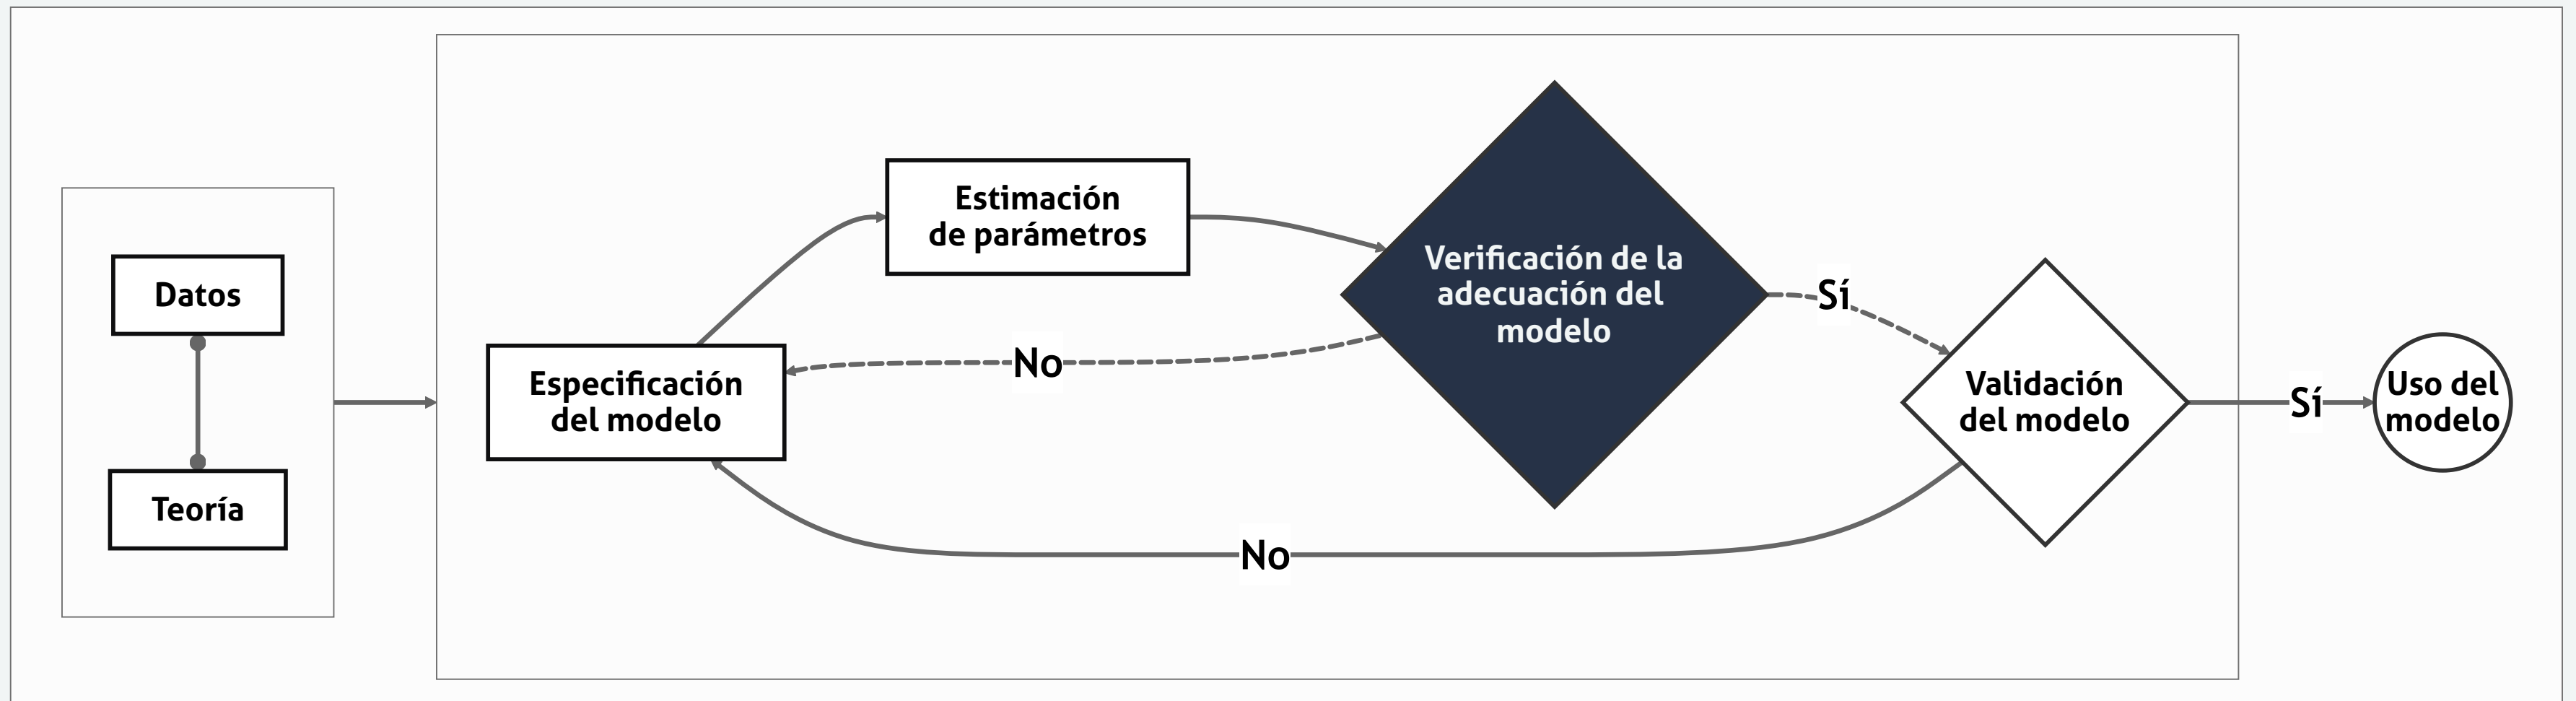 Datos
Teoría
Especificación
del modelo
Estimación
de parámetros
No
Verificación de la
adecuación del
modelo
Sí
Validación
del modelo
No
Sí
Uso del
modelo